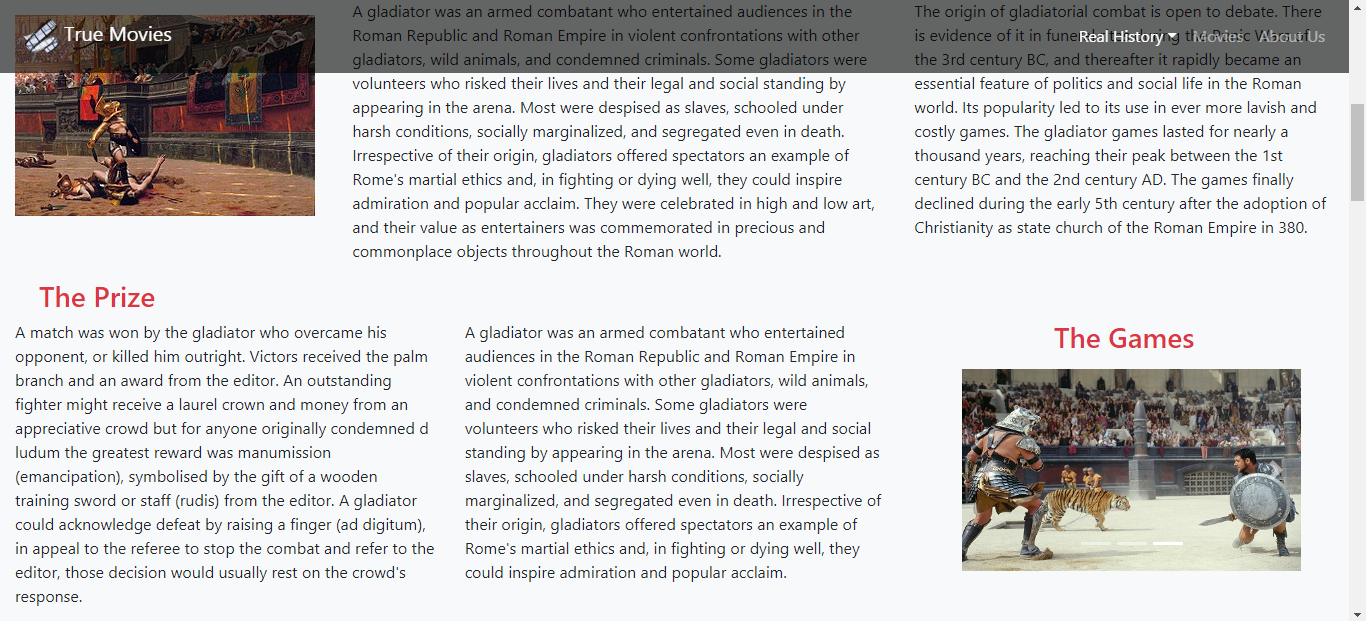 True Movies
Real History
Movies
About Us
A gladiator was an armed combatant who entertained audiences in the
Roman Republic and Roman Empire in violent confrontations with other
gladiators, wild animals, and condemned criminals. Some gladiators were
volunteers who risked their lives and their legal and social standing by
appearing in the arena. Most were despised as slaves, schooled under
harsh conditions, socially marginalized, and segregated even in death.
Irrespective of their origin, gladiators offered spectators an example of
Rome's martial ethics and, in fighting or dying well, they could inspire
admiration and popular acclaim. They were celebrated in high and low art,
and their value as entertainers was commemorated in precious and
commonplace objects throughout the Roman world.
The origin of gladiatorial combat is open to debate. There
is evidence of it in
the 3rd century BC, and thereafter it rapidly became an
essential feature of politics and social life in the Roman
world. Its popularity led to its use in ever more lavish and
costly games. The gladiator games lasted for nearly a
thousand years, reaching their peak between the 1st
century BC and the 2nd century AD. The games finally
declined during the early 5th century after the adoption of
Christianity as state church of the Roman Empire in 380.
The Prize
A match was won by the gladiator who overcame his
opponent, or killed him outright. Victors received the palm
branch and an award from the editor. An outstanding
fighter might receive a laurel crown and money from an
appreciative crowd but for anyone originally condemned d
ludum the greatest reward was manumission
(emancipation), symbolised by the gift of a wooden
training sword or staff (rudis) from the editor. A gladiator
could acknowledge defeat by raising a finger (ad digitum),
in appeal to the referee to stop the combat and refer to the
editor, those decision would usually rest on the crowd's
response.
A gladiator was an armed combatant who entertained
audiences in the Roman Republic and Roman Empire in
violent confrontations with other gladiators, wild animals,
and condemned criminals. Some gladiators were
volunteers who risked their lives and their legal and social
standing by appearing in the arena. Most were despised as
slaves, schooled under harsh conditions, socially
marginalized, and segregated even in death. Irrespective of
their origin, gladiators offered spectators an example of
Rome's martial ethics and, in fighting or dying well, they
could inspire admiration and popular acclaim.
The Games